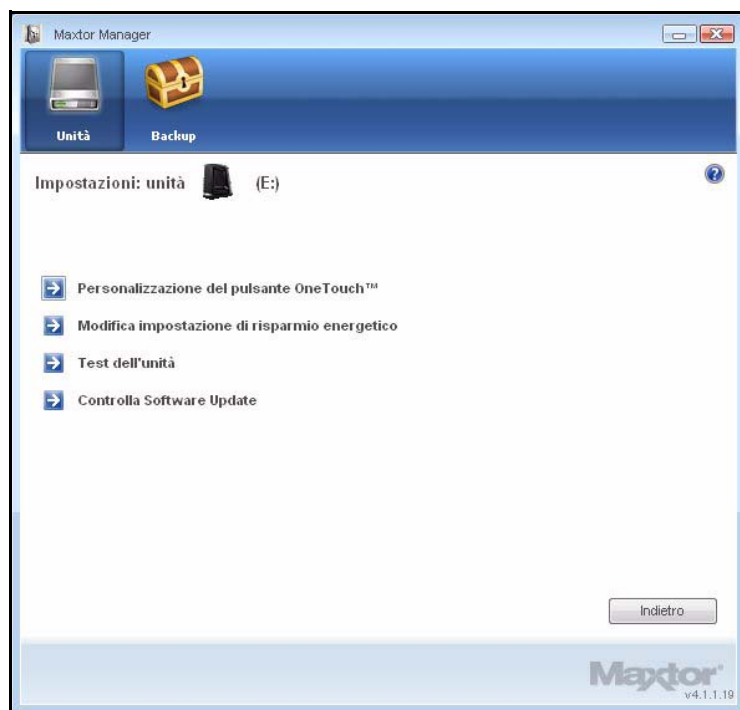 Maxtor Manager
Unità
Backup
Impostazioni: unità (E:)
Personalizzazione del pulsante OneTouch™
Modifica impostazione di risparmio energetico
Test dell'unità
Controlla Software Update
Indietro
Maxtor®
v4.1.1.19